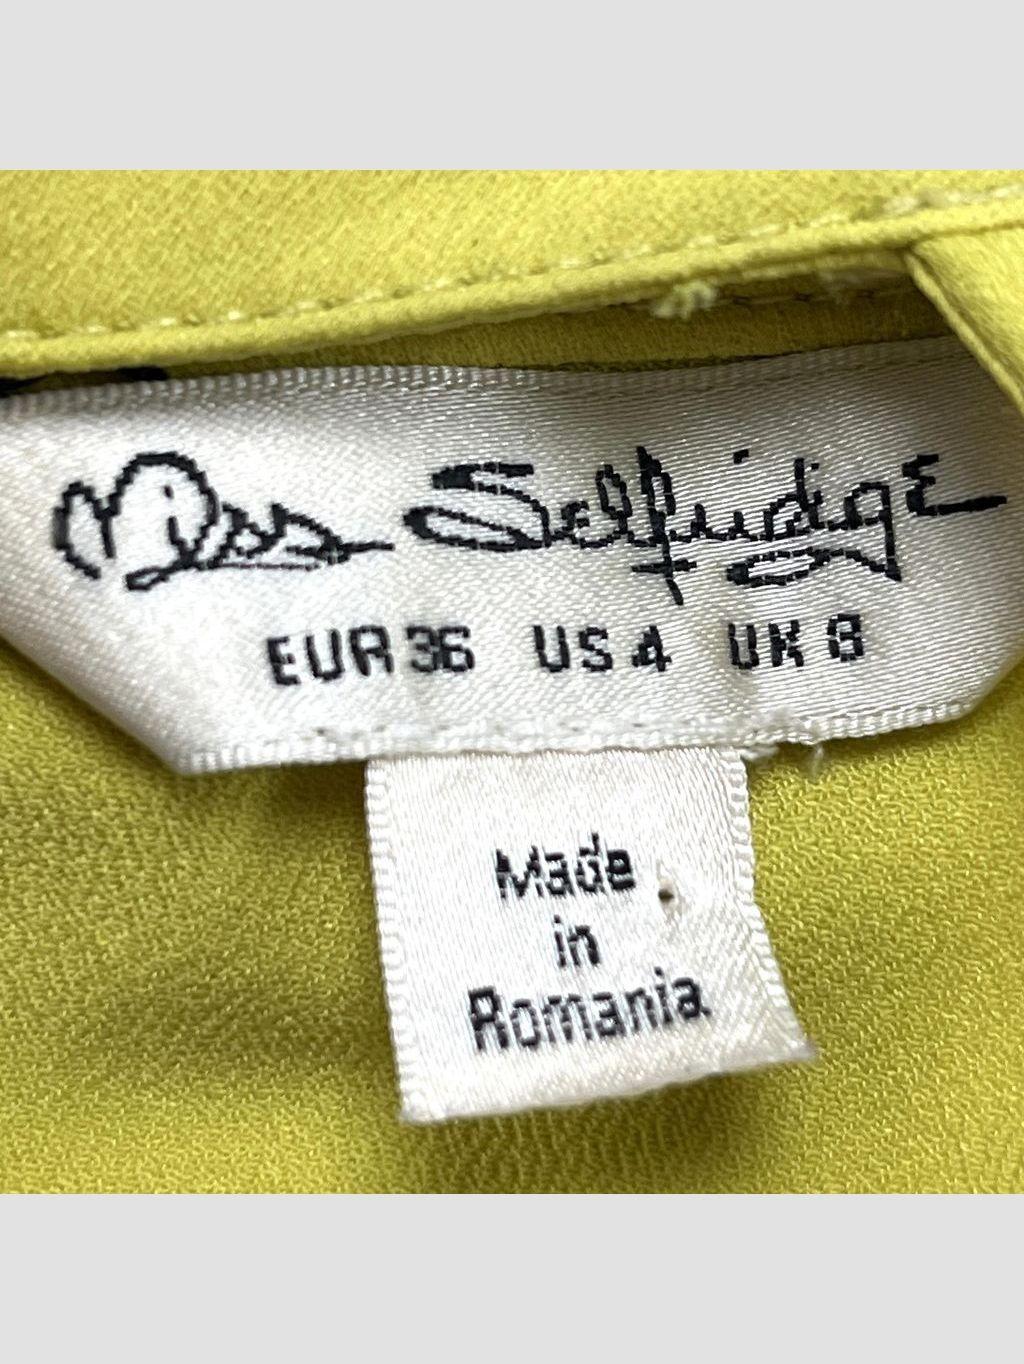 Miss Selfridge
EUR 36 US 4 UK 8
Made
in
Romania